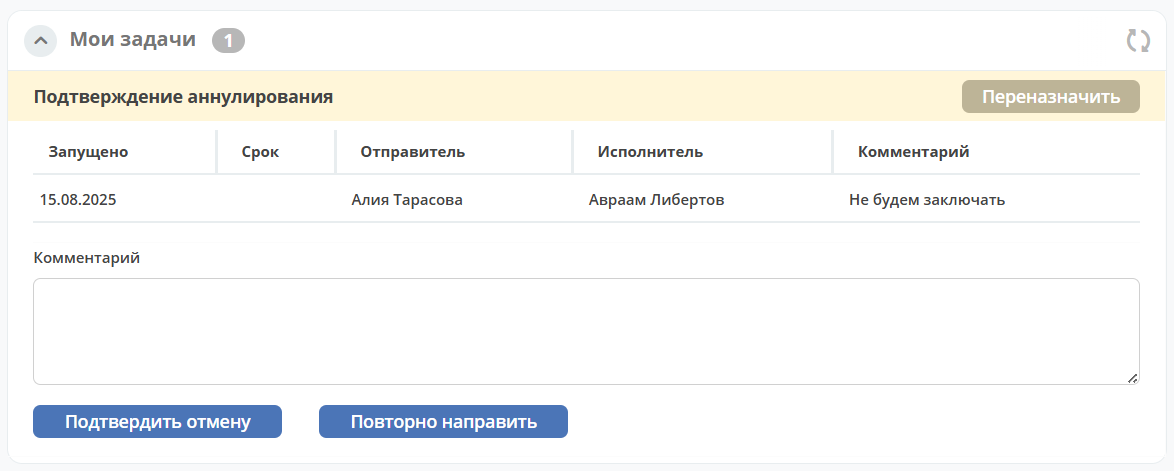 Мои задачи 1
Подтверждение аннулирования Переназначить
Запущено Срок Отправитель Исполнитель Комментарий
15.08.2025 Алия Тарасова Авраам Либертов Не будем заключать
Комментарий
Подтвердить отмену Повторно направить